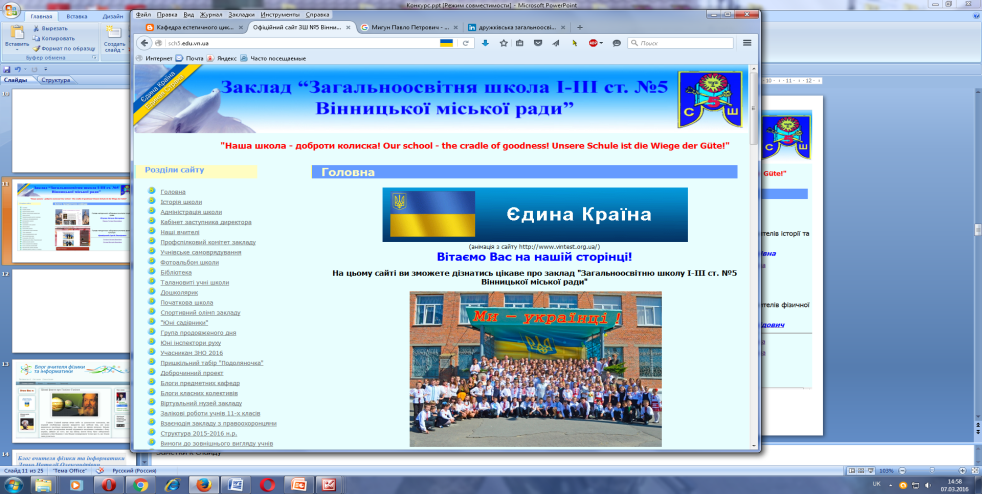 Конкурс.ppt [Режим совместимости] - Microsoft PowerPoint
Главная Вставка Дизайн
Вставить
Вырезать
Копировать
Формат по образцу
Буфер обмена
Создать слайд
Слайды Структура
11
12
13
Блог вчителя фізики та інформатики
14
Блог вчителя фізики та інформатики
Файл Правка Вид Журнал Закладки Инструменты Справка
Кафедра естетичного цик... × Офіційний сайт ЗШ №5 Вінни... × Мигун Павло Петрович - ... × дружківська загальноосві... × +
sch5.edu.vn.ua
Поиск
Интернет Почта Яндекс Часто посещаемые
Єдина Країна
Заклад “Загальноосвітня школа І-ІІІ ст. №5
Вінницької міської ради”
5
С Ш
"Наша школа - доброти колиска! Our school - the cradle of goodness! Unsere Schule ist die Wiege der Güte!"
Розділи сайту
Головна
Історія школи
Адміністрація школи
Кабінет заступника директора
Наші вчителі
Профспілковий комітет закладу
Учнівське самоврядування
Фотоальбом школи
Бібліотека
Талановиті учні школи
Дошколярик
Початкова школа
Спортивний олімп закладу
"Юні садівники"
Група продовженого дня
Юні інспектори руху
Учасникам ЗНО 2016
Пришкільний табір "Подоляночка"
Доброчинний проект
Блоги предметних кафедр
Блоги класних колективів
Віртуальний музей закладу
Залікові роботи учнів 11-х класів
Взаємодія закладу з правоохоронцями
Структура 2015-2016 н.р.
Вимоги до зовнішнього вигляду учнів
Головна
Єдина Країна
(анімація з сайту http://www.vntest.org.ua/)
Вітаємо Вас на нашій сторінці!
На цьому сайті ви зможете дізнатись цікаве про заклад "Загальноосвітню школу І-ІІІ ст. №5
Вінницької міської ради"
Ми - українці !
С Ш
Güte!"
телів історії та
івна
телів фізичної
дович
Заметки к слайду
Слайд 11 из 25 "Тема Office" Русский (Россия)
103%
UK
14:58
07.03.2016